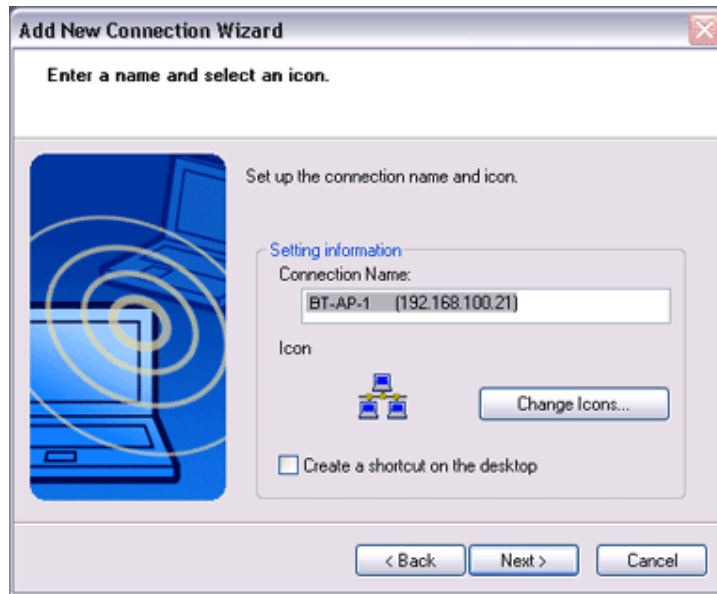 Add New Connection Wizard
Enter a name and select an icon.
Set up the connection name and icon.
Setting information
Connection Name:
BT-AP-1 (192.168.100.21)
Icon
Change Icons...
Create a shortcut on the desktop
< Back Next > Cancel